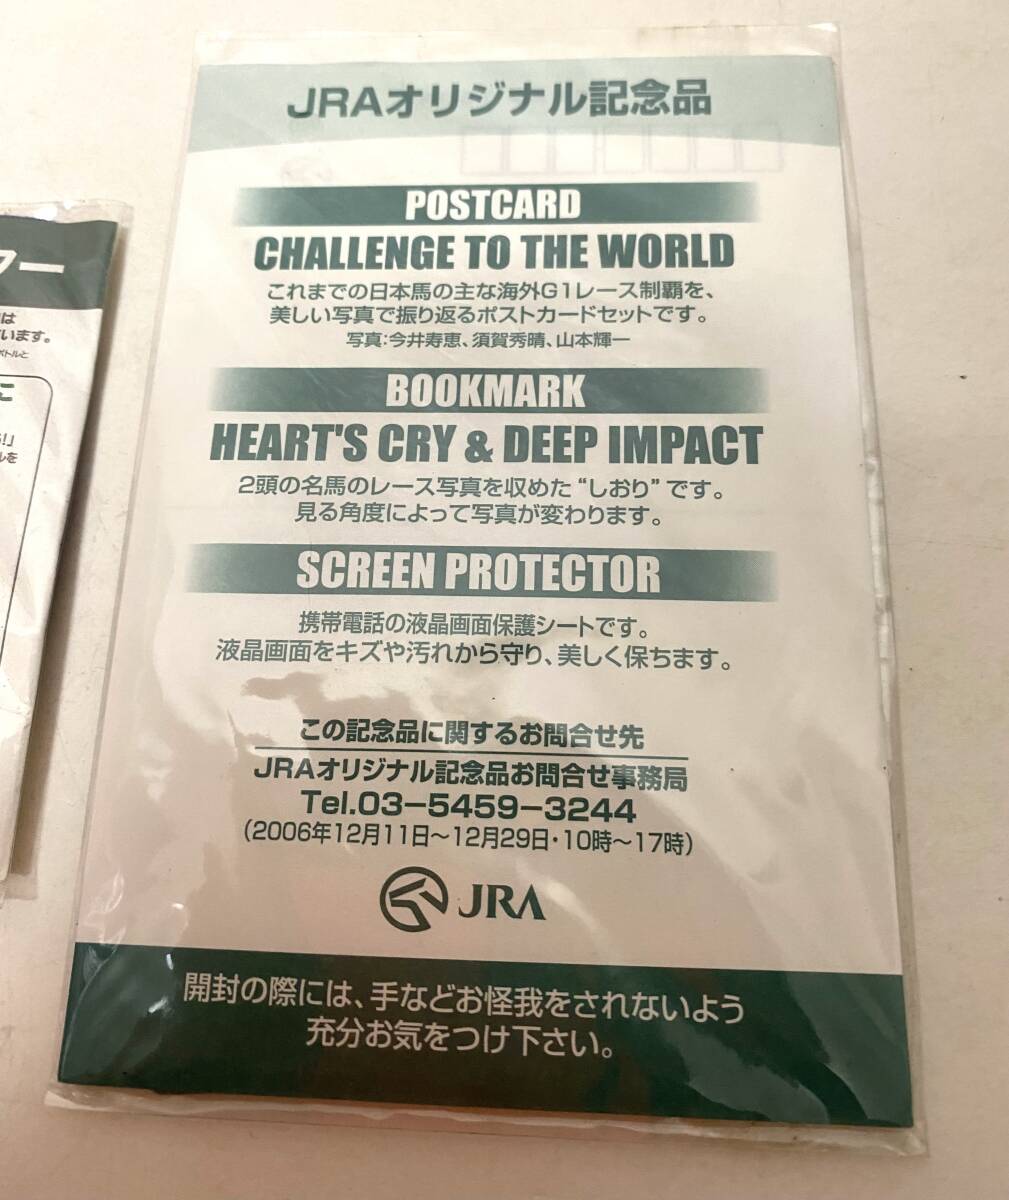 JRAオリジナル記念品
POSTCARD
CHALLENGE TO THE WORLD
これまでの日本馬の主な海外G1レース制覇を、
美しい写真で振り返るポストカードセットです。
写真:今井寿恵、須賀秀晴、山本輝一
BOOKMARK
HEART'S CRY & DEEP IMPACT
2頭の名馬のレース写真を収めた“しおり”です。
見る角度によって写真が変わります。
SCREEN PROTECTOR
携帯電話の液晶画面保護シートです。
液晶画面をキズや汚れから守り、美しく保ちます。
この記念品に関するお問合せ先
JRAオリジナル記念品お問合せ事務局
Tel.03-5459-3244
(2006年12月11日~12月29日・10時~17時)
JRA
開封の際には、手などお怪我をされないよう
充分お気をつけ下さい。
ー
は
います。
ボトルと
こ
!」
ルを